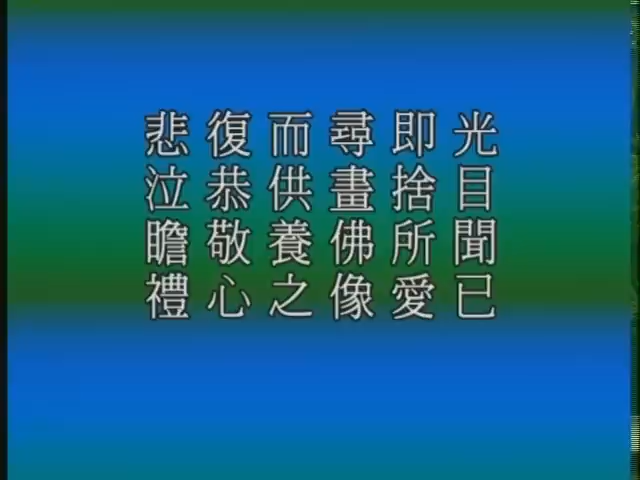 光目聞已
即捨所愛
尋畫佛像
而供養之
復恭敬心
悲泣瞻禮